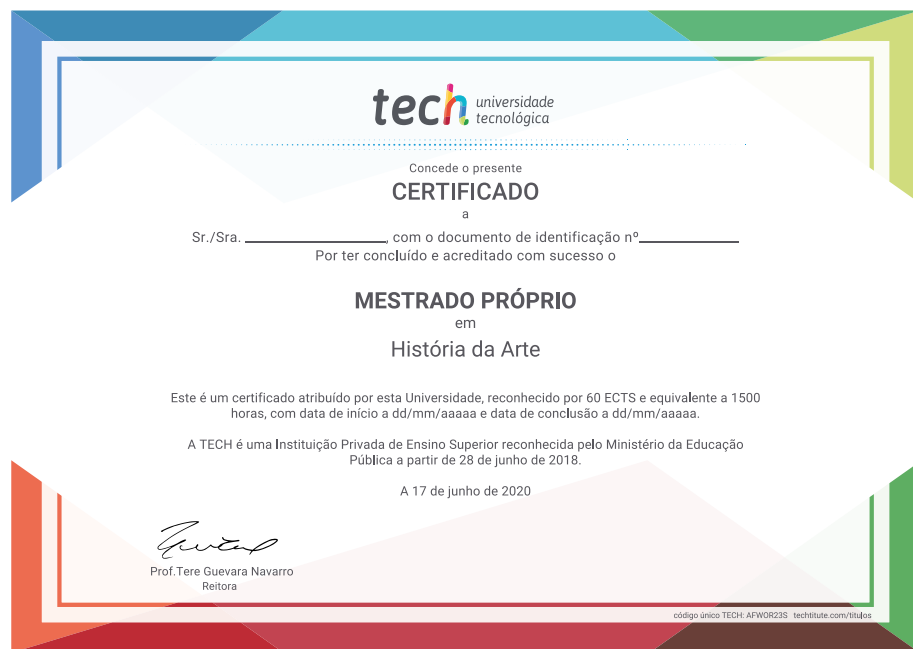 tech universidade
tecnológica
Concede o presente
CERTIFICADO
a
Sr./Sra. ________________, com o documento de identificação nº___________
Por ter concluído e acreditado com sucesso o
MESTRADO PRÓPRIO
em
História da Arte
Este é um certificado atribuído por esta Universidade, reconhecido por 60 ECTS e equivalente a 1500
horas, com data de início a dd/mm/aaaaa e data de conclusão a dd/mm/aaaaa.
A TECH é uma Instituição Privada de Ensino Superior reconhecida pelo Ministério da Educação
Pública a partir de 28 de junho de 2018.
A 17 de junho de 2020
Prof.Tere Guevara Navarro
Reitora
código único TECH: AFWOR23S techtitute.com/titulos